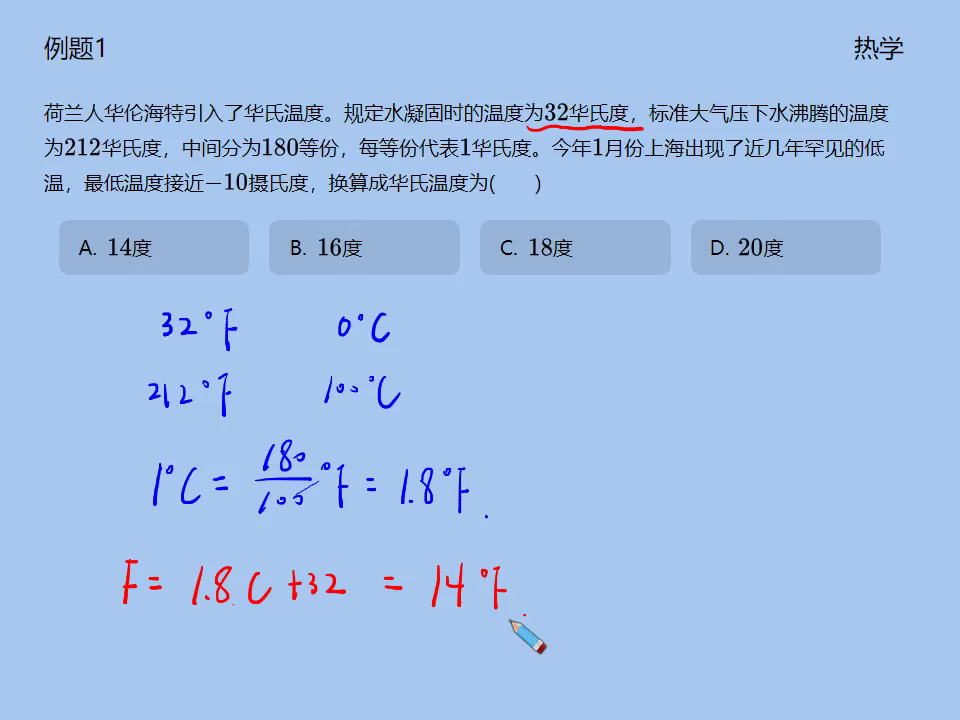 例题1
热学
荷兰人华伦海特引入了华氏温度。规定水凝固时的温度为32华氏度，标准大气压下水沸腾的温度
为212华氏度，中间分为180等份，每等份代表1华氏度。今年1月份上海出现了近几年罕见的低
温，最低温度接近−10摄氏度，换算成华氏温度为(　　)
A. 14度
B. 16度
C. 18度
D. 20度
32°F 0°C
212°F 100°C
1°C = 180/100 °F = 1.8°F.
F = 1.8C + 32 = 14°F.